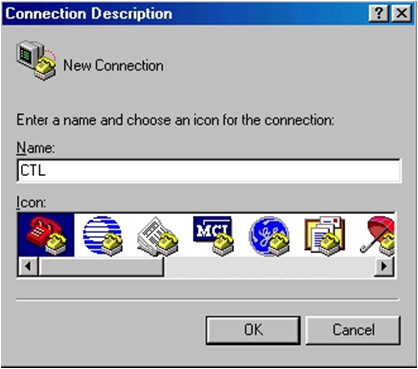 Connection Description
New Connection
Enter a name and choose an icon for the connection:
Name:
CTL
Icon:
MCI
OK Cancel